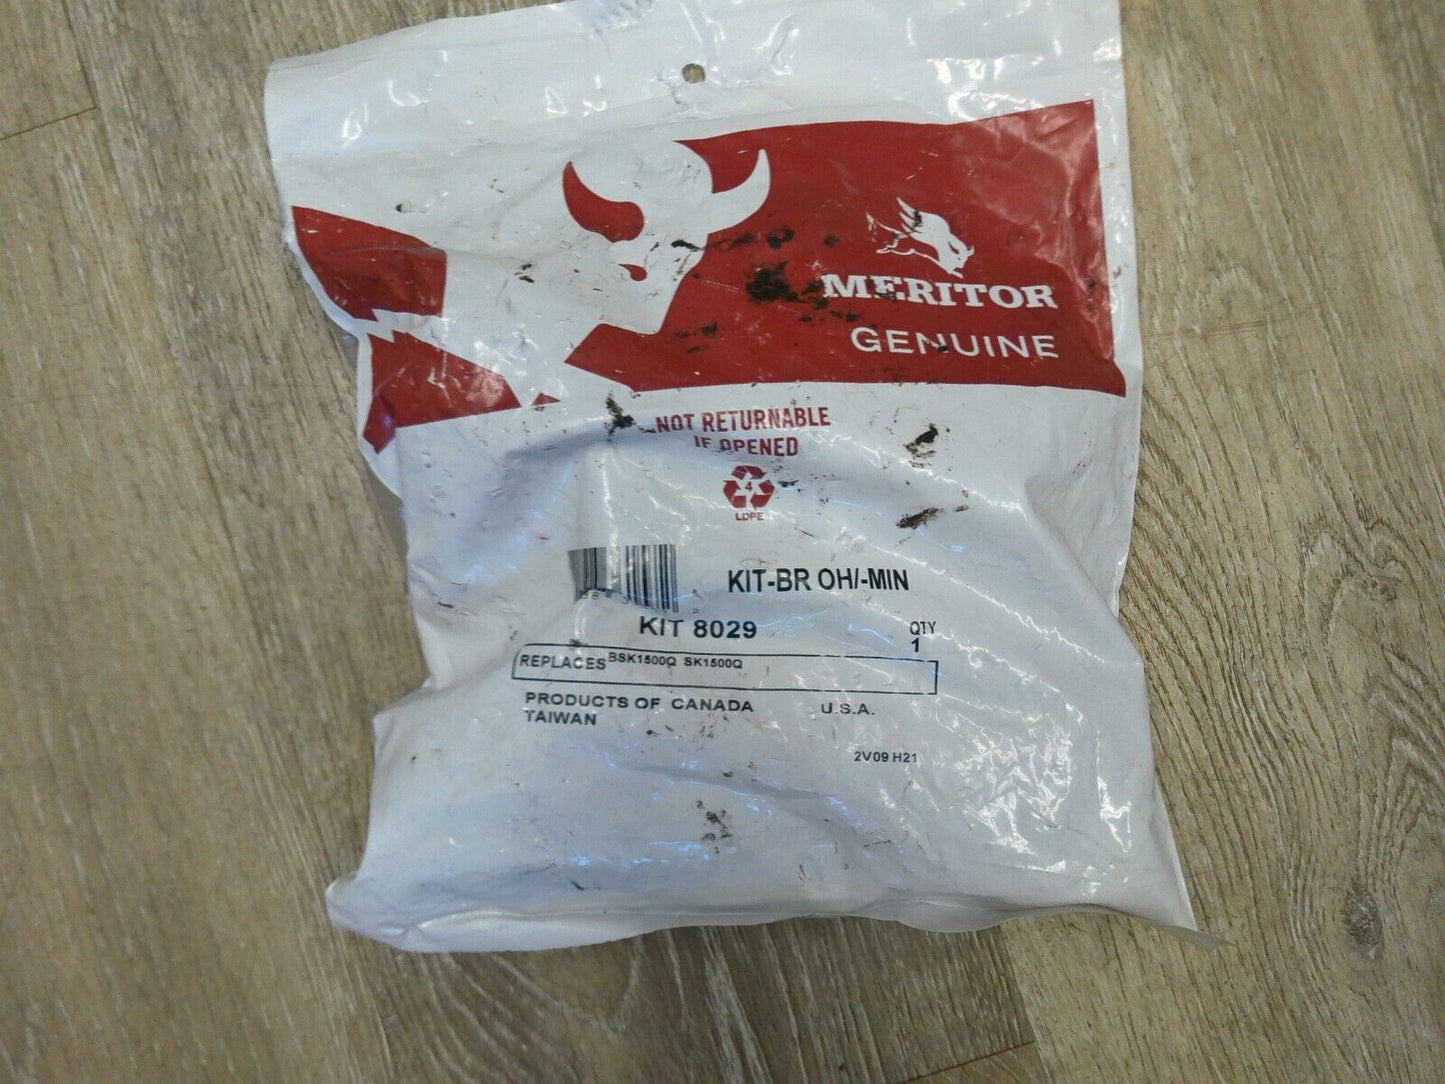 MERITOR
GENUINE
NOT RETURNABLE
IF OPENED
4
LDPE
KIT-BR OH/-MIN
KIT 8029
QTY
1
REPLACES BSK1500Q SK1500Q
PRODUCTS OF CANADA U.S.A.
TAIWAN
2V09 H21